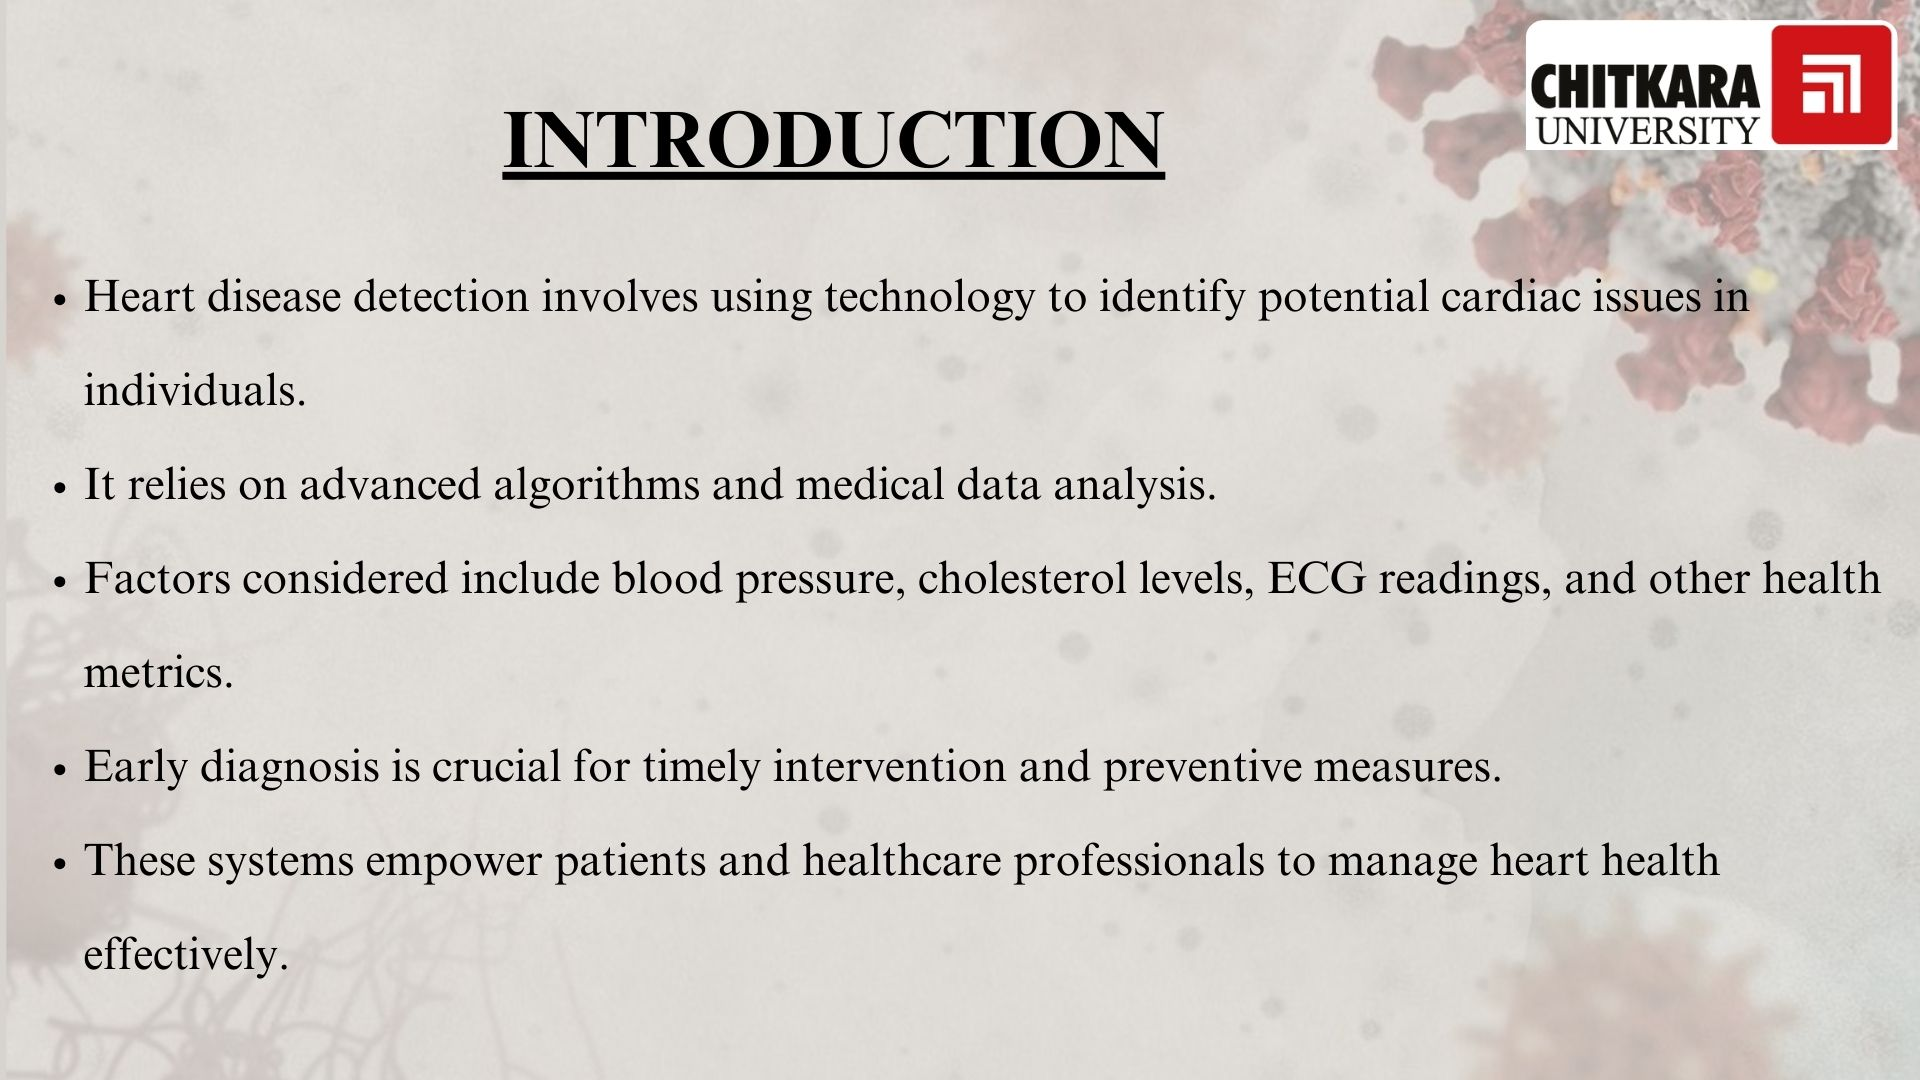 CHITKARA
UNIVERSITY
INTRODUCTION
• Heart disease detection involves using technology to identify potential cardiac issues in
individuals.
• It relies on advanced algorithms and medical data analysis.
• Factors considered include blood pressure, cholesterol levels, ECG readings, and other health
metrics.
• Early diagnosis is crucial for timely intervention and preventive measures.
• These systems empower patients and healthcare professionals to manage heart health
effectively.